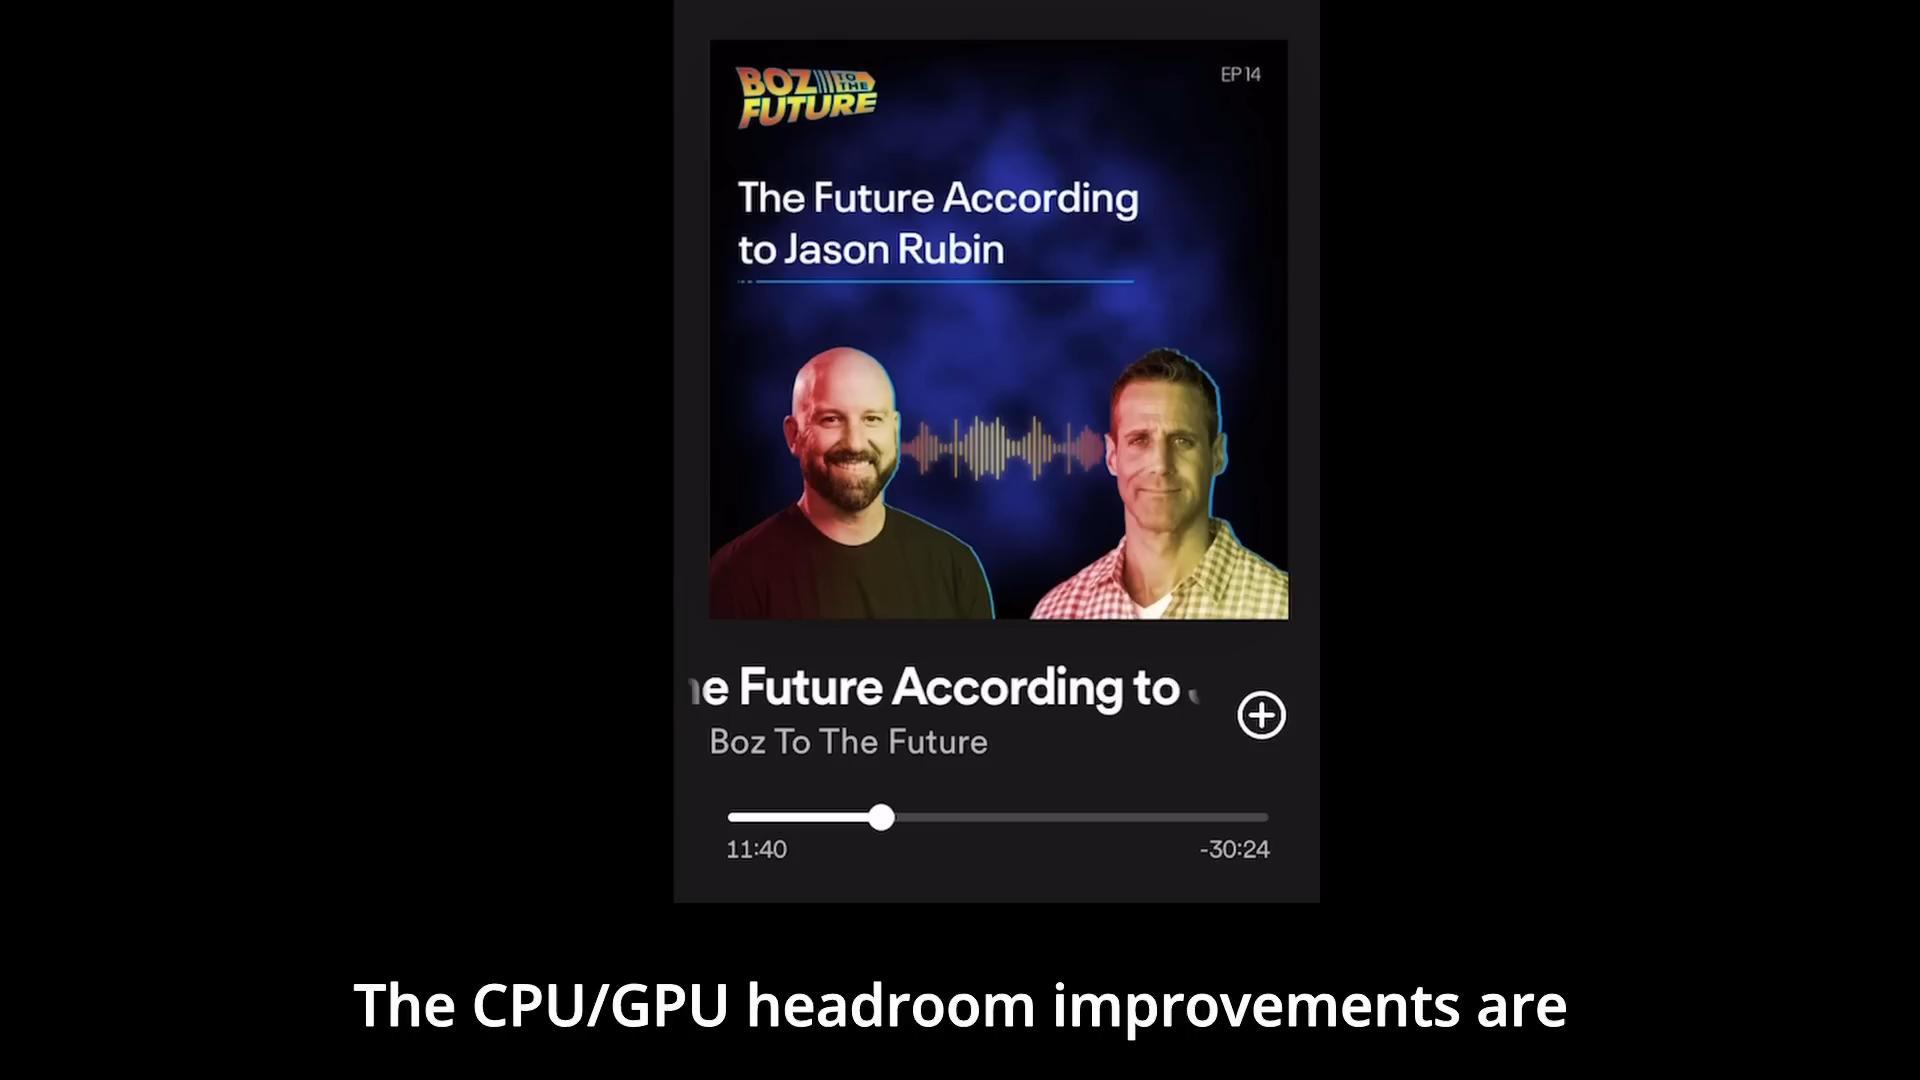 BOZ TO THE FUTURE
EP 14
The Future According
to Jason Rubin
e Future According to
Boz To The Future
11:40
-30:24
The CPU/GPU headroom improvements are